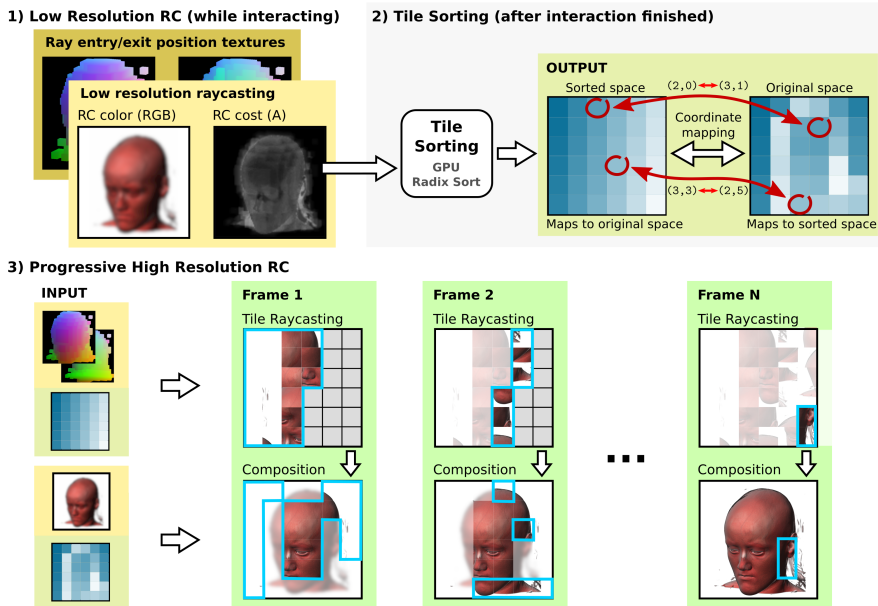 1) Low Resolution RC (while interacting)
Ray entry/exit position textures
Low resolution raycasting
RC color (RGB)
RC cost (A)
2) Tile Sorting (after interaction finished)
Tile
Sorting
GPU
Radix Sort
OUTPUT
Sorted space
(2,0)
(3,1)
Original space
Coordinate
mapping
(3,3)
(2,5)
Maps to original space
Maps to sorted space
3) Progressive High Resolution RC
INPUT
Frame 1
Tile Raycasting
Composition
Frame 2
Tile Raycasting
Composition
...
Frame N
Tile Raycasting
Composition